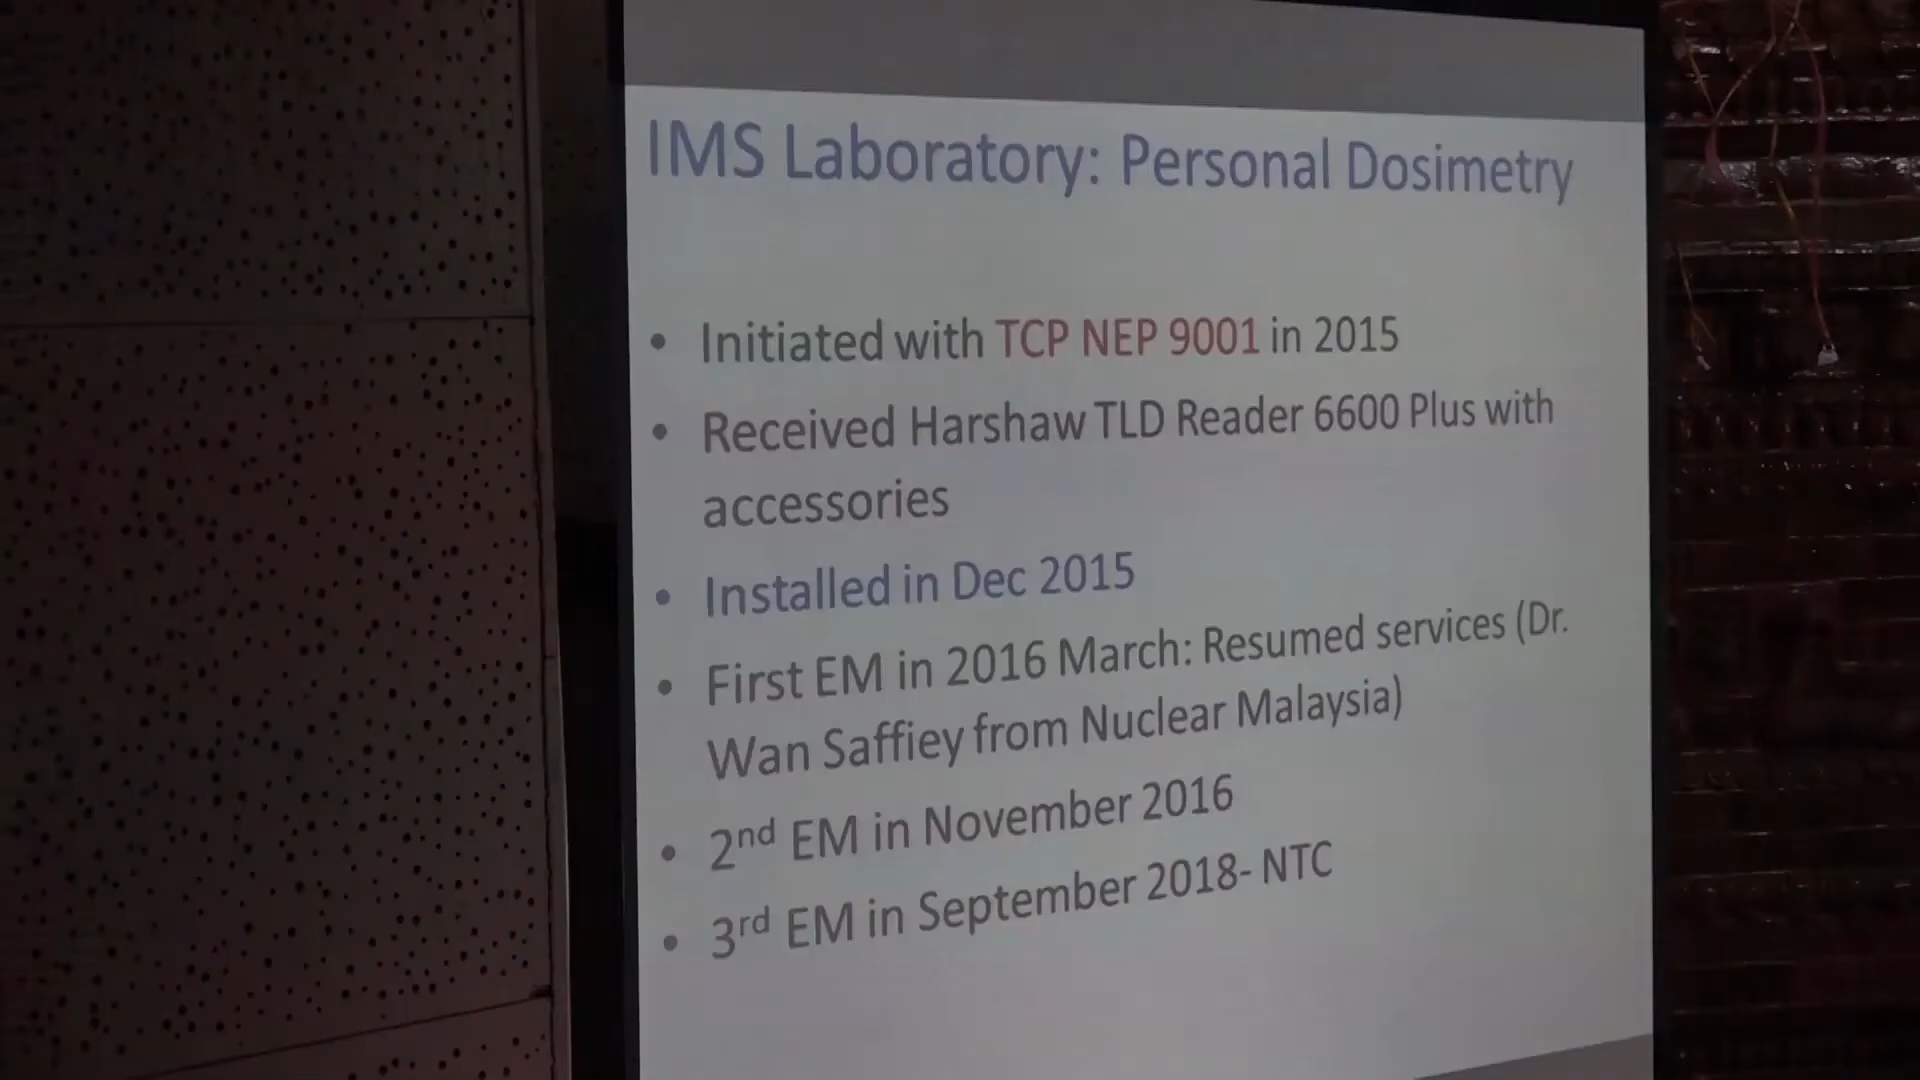 IMS Laboratory: Personal Dosimetry
• Initiated with TCP NEP 9001 in 2015
• Received Harshaw TLD Reader 6600 Plus with
accessories
• Installed in Dec 2015
• First EM in 2016 March: Resumed services (Dr.
Wan Saffiey from Nuclear Malaysia)
• 2nd EM in November 2016
• 3rd EM in September 2018- NTC